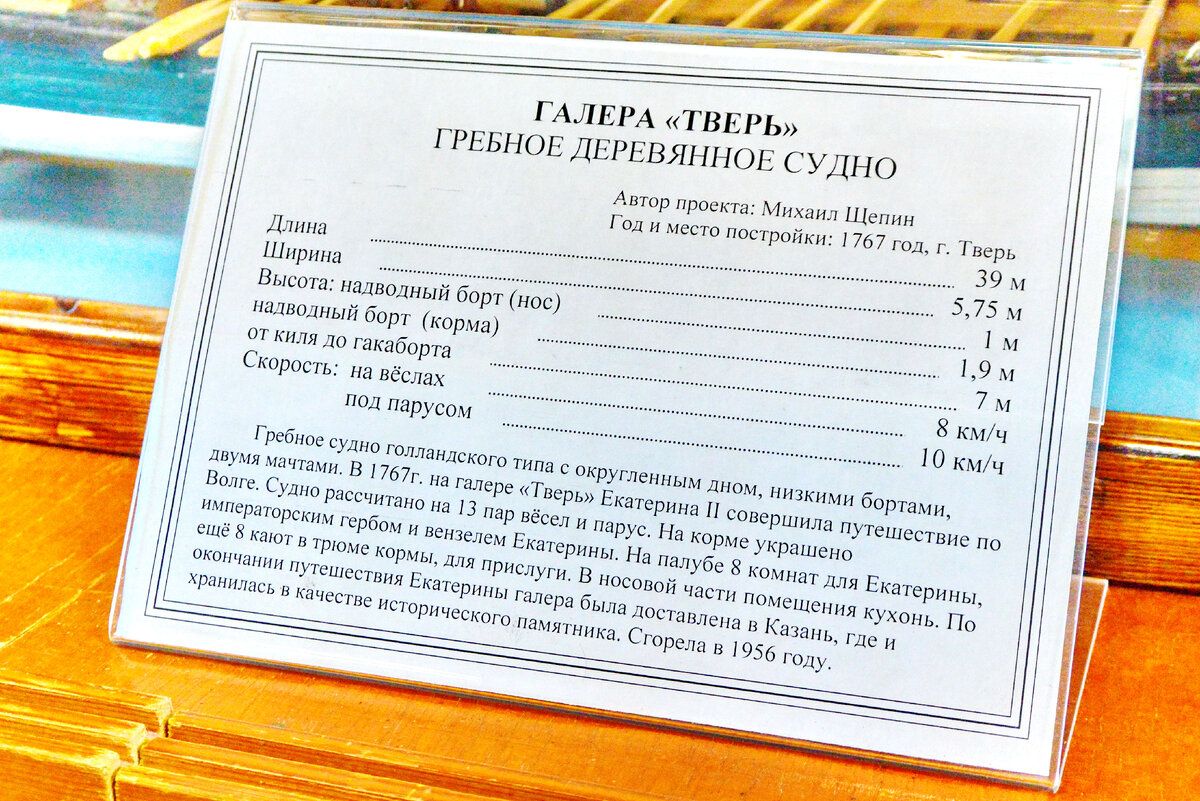 ГАЛЕРА «ТВЕРЬ»
ГРЕБНОЕ ДЕРЕВЯННОЕ СУДНО
Автор проекта: Михаил Щепин
Год и место постройки: 1767 год, г. Тверь
Длина ........................................ 39 м
Ширина ........................................ 5,75 м
Высота: надводный борт (нос) ........................................ 1 м
надводный борт (корма) ........................................ 1,9 м
от киля до гакаборта ........................................ 7 м
Скорость: на вёслах ........................................ 8 км/ч
под парусом ........................................ 10 км/ч
Гребное судно голландского типа с округленным дном, низкими бортами,
двумя мачтами. В 1767г. на галере «Тверь» Екатерина II совершила путешествие по
Волге. Судно рассчитано на 13 пар вёсел и парус. На корме украшено
императорским гербом и вензелем Екатерины. На палубе 8 комнат для Екатерины,
ещё 8 кают в трюме кормы, для прислуги. В носовой части помещения кухонь. По
окончании путешествия Екатерины галера была доставлена в Казань, где и
хранилась в качестве исторического памятника. Сгорела в 1956 году.